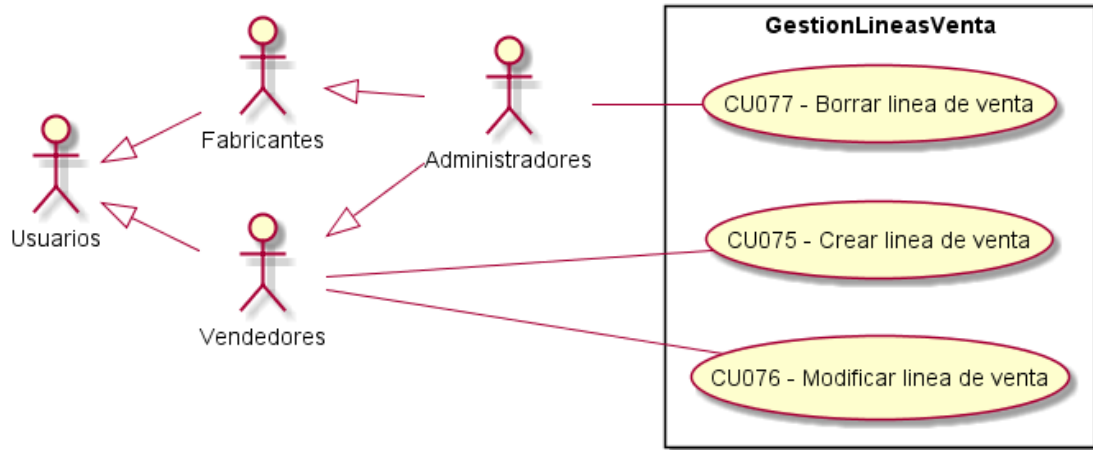 GestionLineasVenta
Fabricantes
Administradores
CU077 - Borrar linea de venta
Usuarios
Vendedores
CU075 - Crear linea de venta
CU076 - Modificar linea de venta